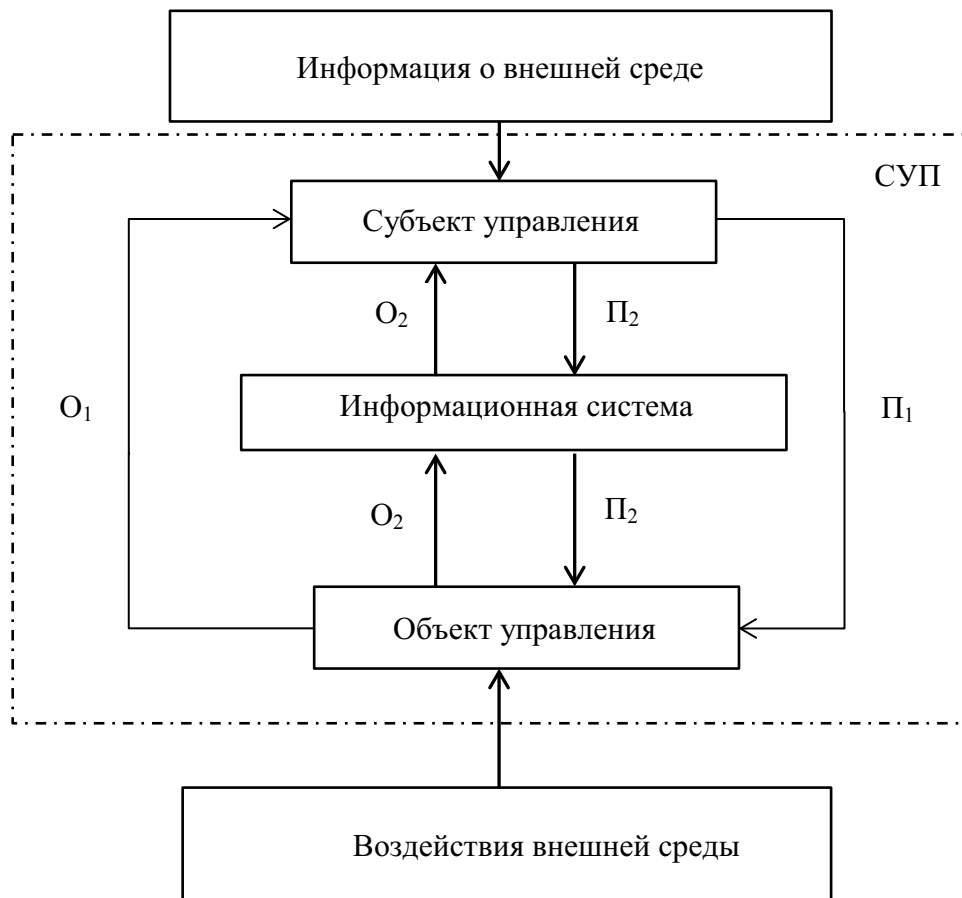 Информация о внешней среде
СУП
Субъект управления
О₂
П₂
Информационная система
О₁
П₁
О₂
П₂
Объект управления
Воздействия внешней среды